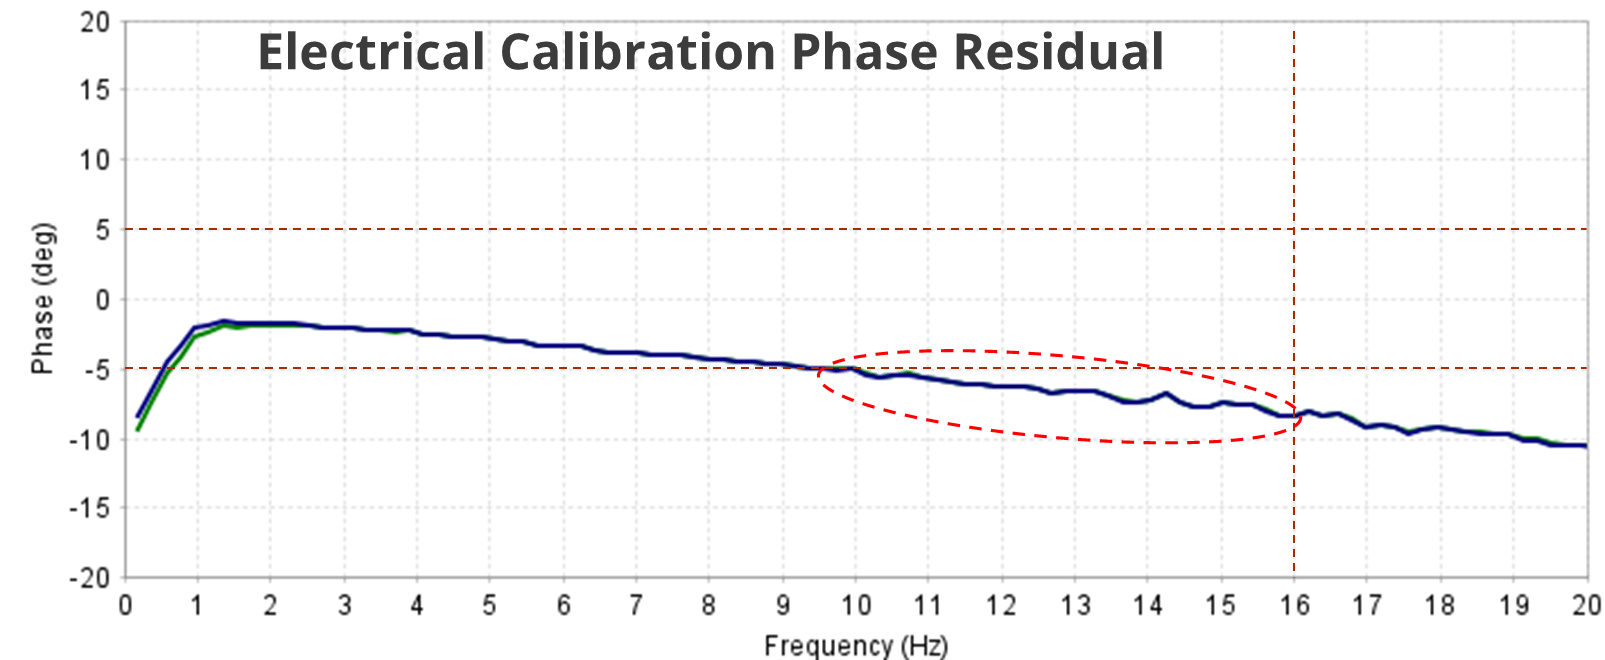 Electrical Calibration Phase Residual
20
15
10
5
0
-5
-10
-15
-20
Phase (deg)
0 1 2 3 4 5 6 7 8 9 10 11 12 13 14 15 16 17 18 19 20
Frequency (Hz)